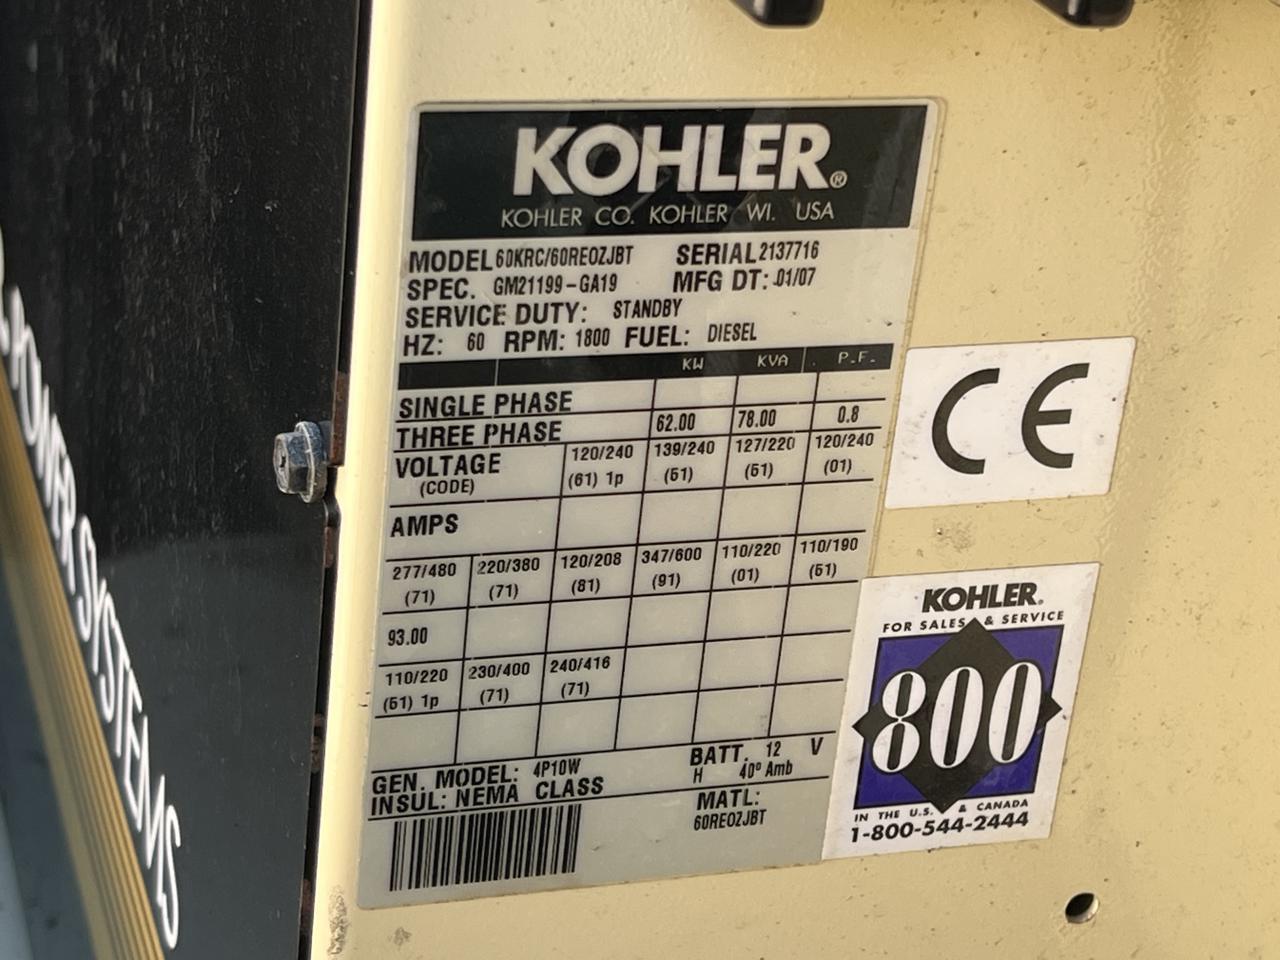 KOHLER®
KOHLER CO. KOHLER WI. USA
MODEL 60KRC/60REOZJBT SERIAL 2137716
SPEC. GM21199-GA19 MFG DT: 01/07
SERVICE DUTY: STANDBY
HZ: 60 RPM: 1800 FUEL: DIESEL
KW KVA P.F.
SINGLE PHASE
THREE PHASE 62.00 78.00 0.8
VOLTAGE 120/240 139/240 127/220 120/240
(CODE) (61) 1p (51) (51) (01)
AMPS
277/480 220/380 120/208 347/600 110/220 110/190
(71) (71) (81) (91) (01) (51)
93.00
110/220 230/400 240/416
(51) 1p (71) (71)
GEN. MODEL: 4P10W BATT. 12 V
INSUL: NEMA CLASS H 40° Amb
MATL:
60REOZJBT
CE
KOHLER®
FOR SALES & SERVICE
800
IN THE U.S. & CANADA
1-800-544-2444
POWER SYSTEMS